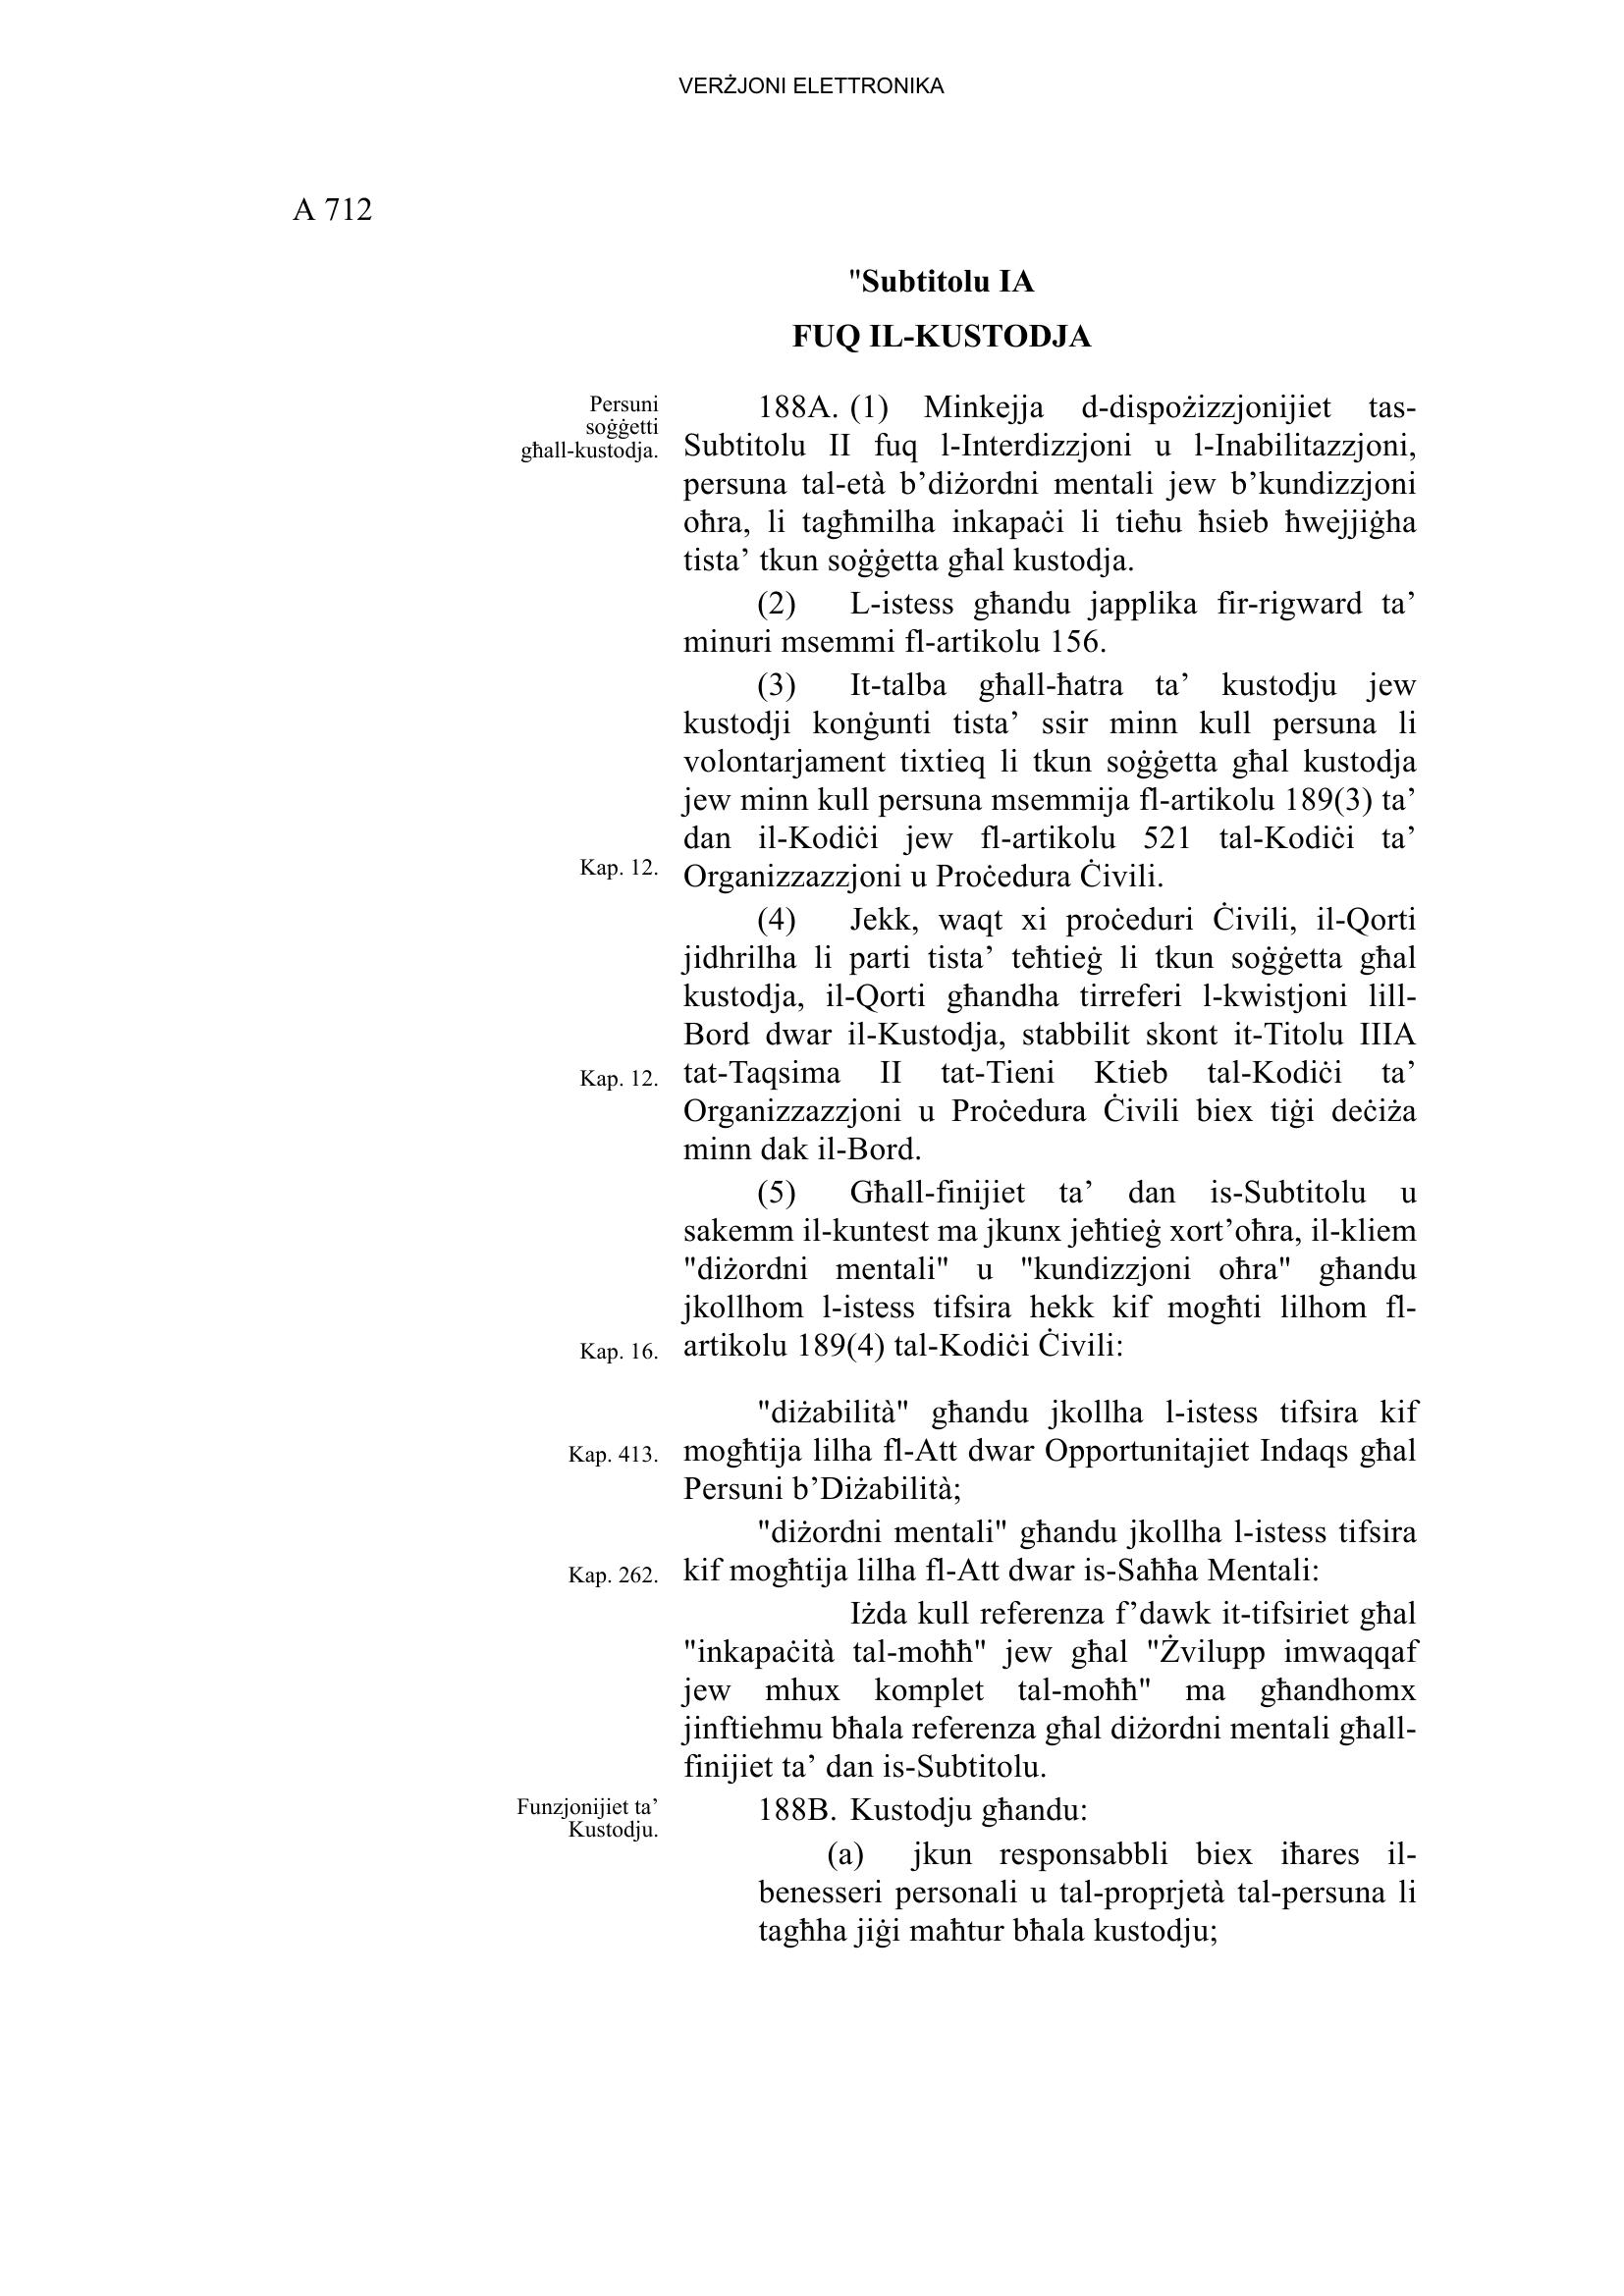 VERŻJONI ELETTRONIKA
A 712
"Subtitolu IA
FUQ IL-KUSTODJA
Persuni
soġġetti
għall-kustodja.
188A. (1) Minkejja d-dispożizzjonijiet tas-
Subtitolu II fuq l-Interdizzjoni u l-Inabilitazzjoni,
persuna tal-età b’diżordni mentali jew b’kundizzjoni
oħra, li tagħmilha inkapaċi li tieħu ħsieb ħwejjiġha
tista’ tkun soġġetta għal kustodja.
(2) L-istess għandu japplika fir-rigward ta’
minuri msemmi fl-artikolu 156.
(3) It-talba għall-ħatra ta’ kustodju jew
kustodji konġunti tista’ ssir minn kull persuna li
volontarjament tixtieq li tkun soġġetta għal kustodja
jew minn kull persuna msemmija fl-artikolu 189(3) ta’
dan il-Kodiċi jew fl-artikolu 521 tal-Kodiċi ta’
Kap. 12.
Organizzazzjoni u Proċedura Ċivili.
(4) Jekk, waqt xi proċeduri Ċivili, il-Qorti
jidhrilha li parti tista’ teħtieġ li tkun soġġetta għal
kustodja, il-Qorti għandha tirreferi l-kwistjoni lill-
Bord dwar il-Kustodja, stabbilit skont it-Titolu IIIA
Kap. 12.
tat-Taqsima II tat-Tieni Ktieb tal-Kodiċi ta’
Organizzazzjoni u Proċedura Ċivili biex tiġi deċiża
minn dak il-Bord.
(5) Għall-finijiet ta’ dan is-Subtitolu u
sakemm il-kuntest ma jkunx jeħtieġ xort’oħra, il-kliem
"diżordni mentali" u "kundizzjoni oħra" għandu
jkollhom l-istess tifsira hekk kif mogħti lilhom fl-
Kap. 16.
artikolu 189(4) tal-Kodiċi Ċivili:
"diżabilità" għandu jkollha l-istess tifsira kif
Kap. 413.
mogħtija lilha fl-Att dwar Opportunitajiet Indaqs għal
Persuni b’Diżabilità;
"diżordni mentali" għandu jkollha l-istess tifsira
Kap. 262.
kif mogħtija lilha fl-Att dwar is-Saħħa Mentali:
Iżda kull referenza f’dawk it-tifsiriet għal
"inkapaċità tal-moħħ" jew għal "Żvilupp imwaqqaf
jew mhux komplet tal-moħħ" ma għandhomx
jinftiehmu bħala referenza għal diżordni mentali għall-
finijiet ta’ dan is-Subtitolu.
Funzjonijiet ta’
Kustodju.
188B. Kustodju għandu:
(a) jkun responsabbli biex iħares il-
benesseri personali u tal-proprjetà tal-persuna li
tagħha jiġi maħtur bħala kustodju;